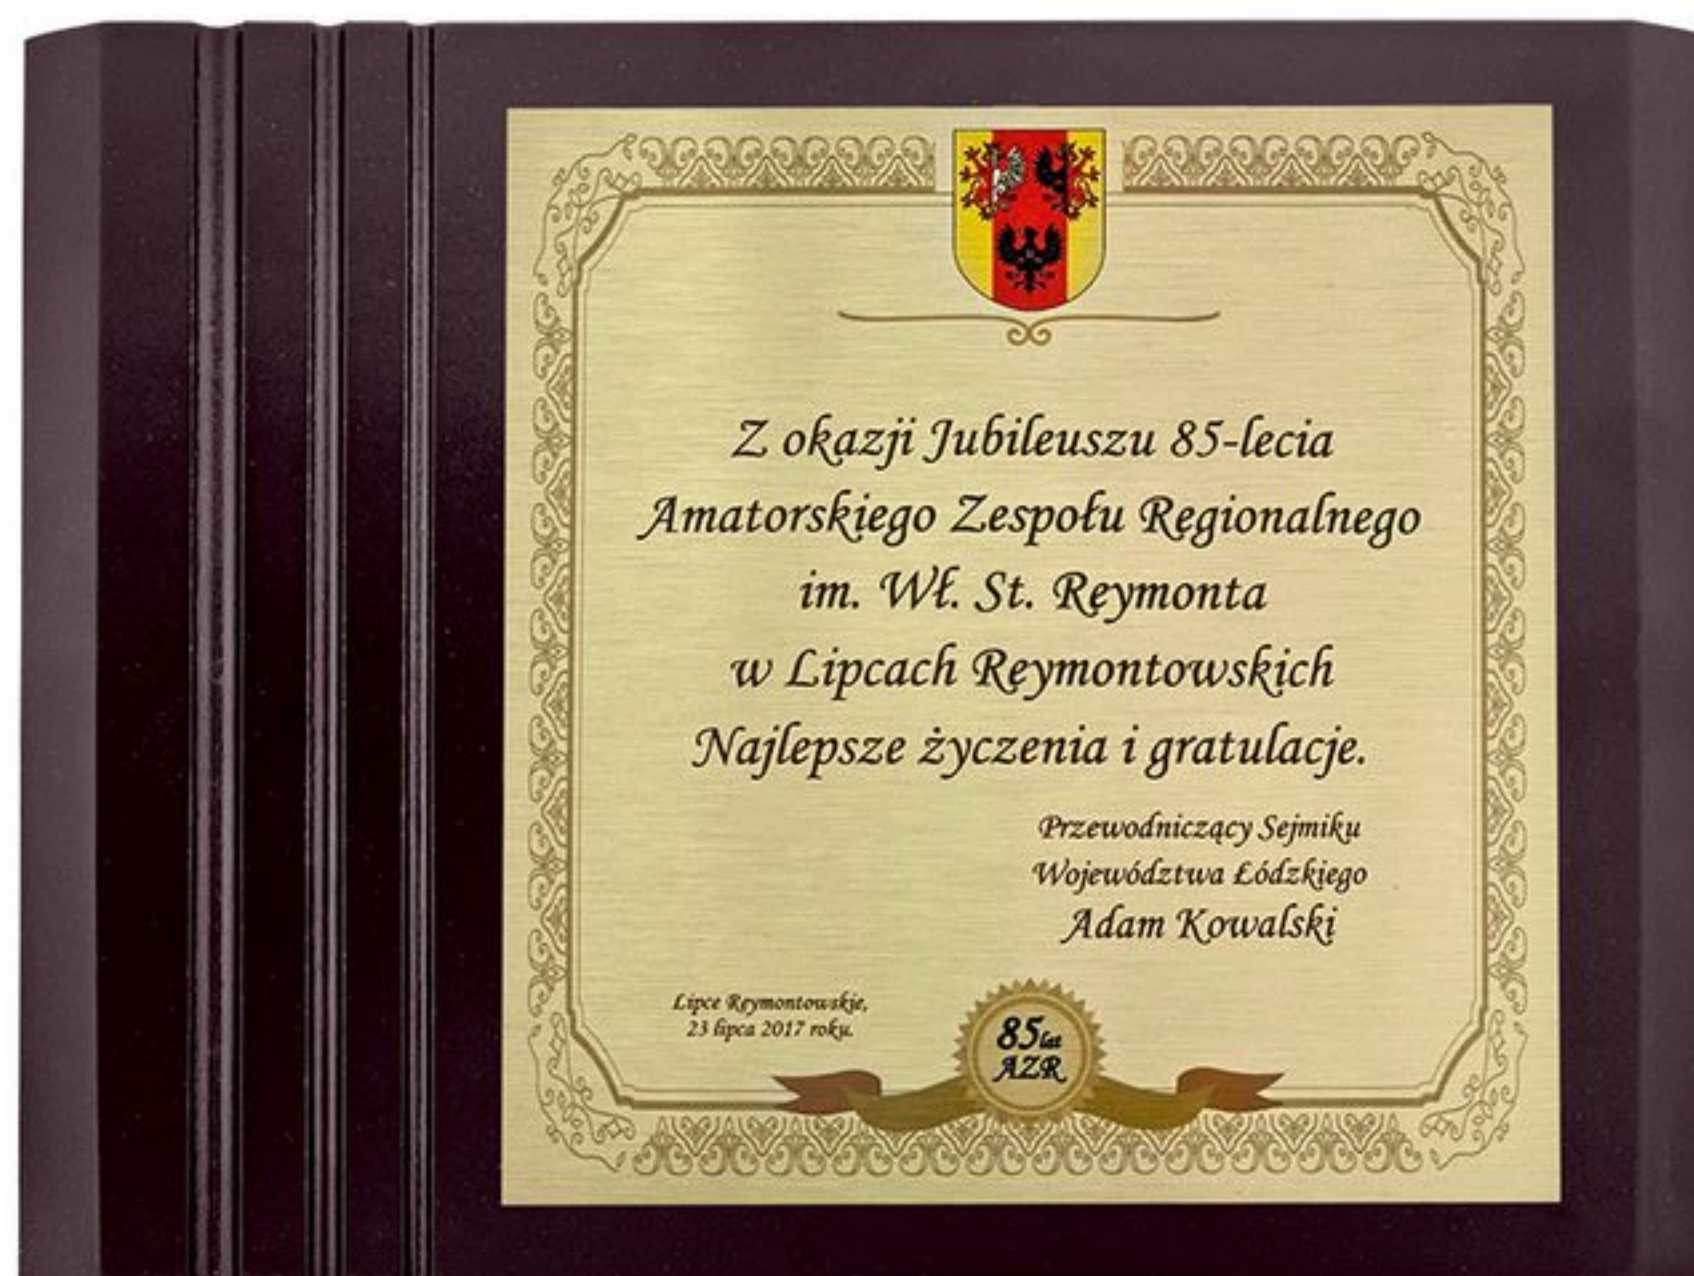 Z okazji Jubileuszu 85-lecia
Amatorskiego Zespołu Regionalnego
im. Wł. St. Reymonta
w Lipcach Reymontowskich
Najlepsze życzenia i gratulacje.
Przewodniczący Sejmiku
Województwa Łódzkiego
Adam Kowalski
Lipce Reymontowskie,
23 lipca 2017 roku.
85 lat
AZR